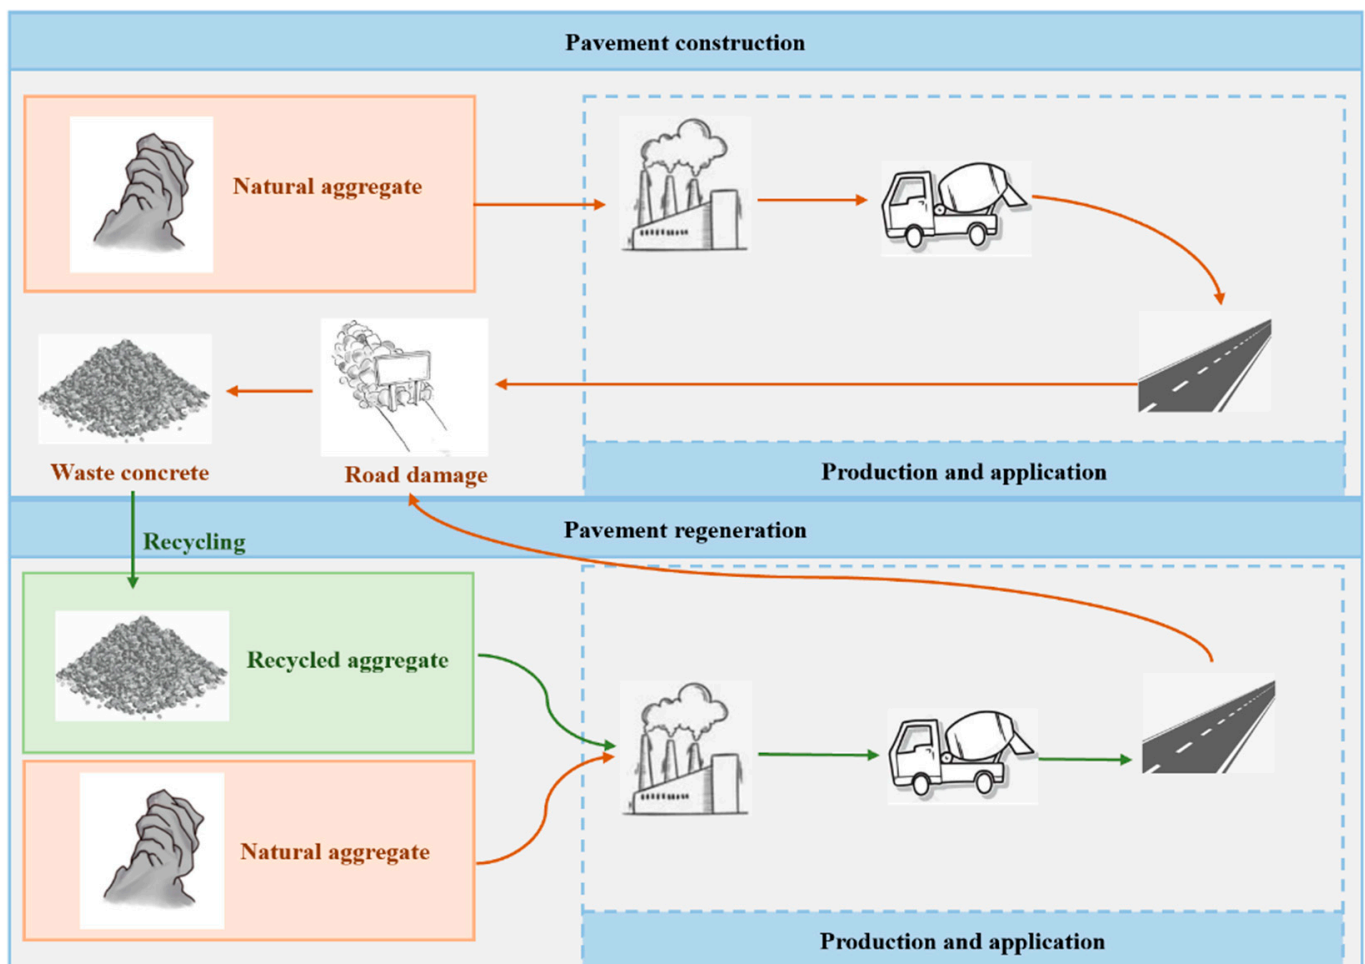 Pavement construction
Natural aggregate
Waste concrete
Road damage
Production and application
Pavement regeneration
Recycling
Recycled aggregate
Natural aggregate
Production and application